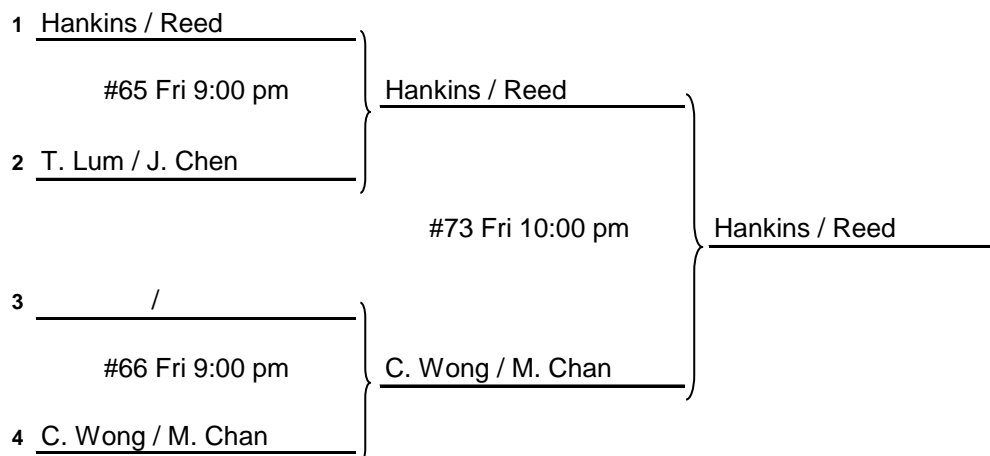 1 Hankins / Reed
#65 Fri 9:00 pm
Hankins / Reed
2 T. Lum / J. Chen
#73 Fri 10:00 pm
Hankins / Reed
3 /
#66 Fri 9:00 pm
C. Wong / M. Chan
4 C. Wong / M. Chan